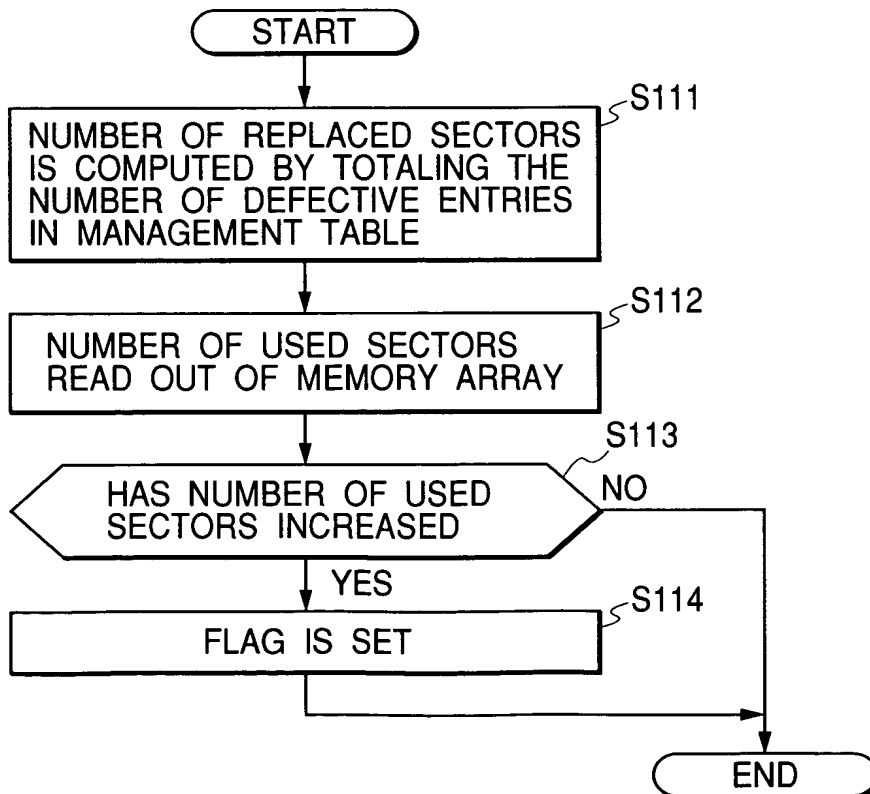 START
S111
NUMBER OF REPLACED SECTORS
IS COMPUTED BY TOTALING THE
NUMBER OF DEFECTIVE ENTRIES
IN MANAGEMENT TABLE
S112
NUMBER OF USED SECTORS
READ OUT OF MEMORY ARRAY
S113
HAS NUMBER OF USED
SECTORS INCREASED
NO
YES
S114
FLAG IS SET
END